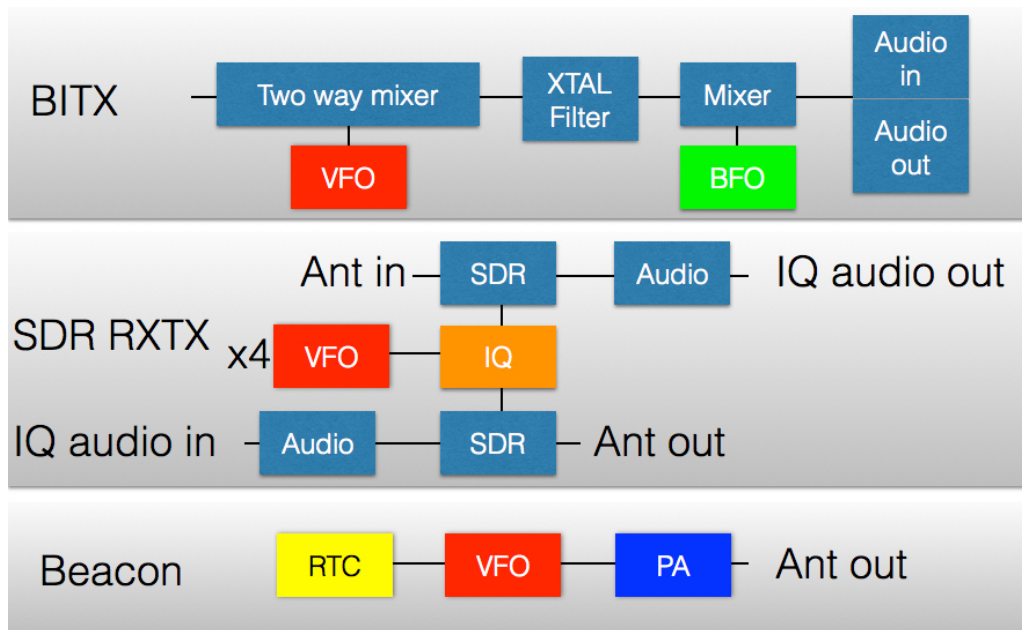 BITX
Two way mixer
XTAL
Filter
Mixer
Audio
in
Audio
out
VFO
BFO
Ant in
SDR
Audio
IQ audio out
SDR RXTX
x4
VFO
IQ
IQ audio in
Audio
SDR
Ant out
Beacon
RTC
VFO
PA
Ant out